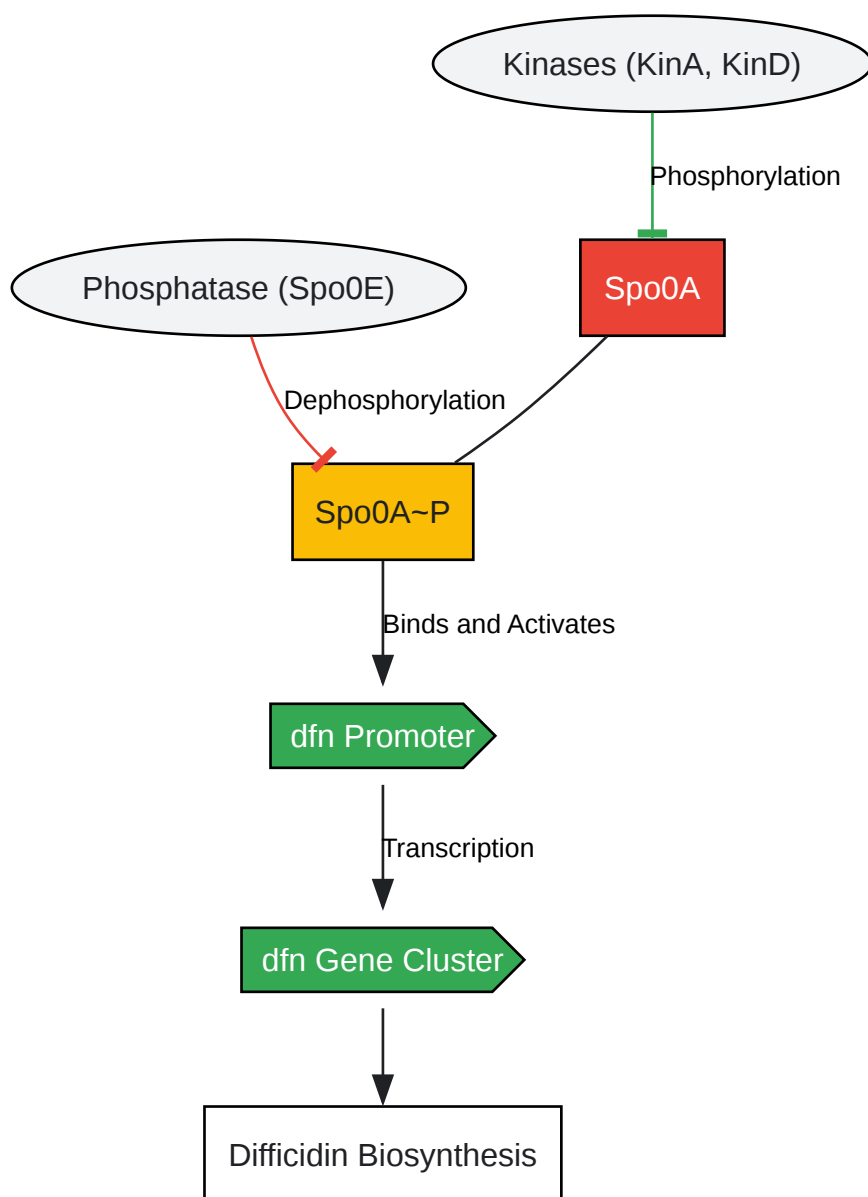 Kinases (KinA, KinD)
Phosphorylation
Phosphatase (Spo0E)
Spo0A
Dephosphorylation
Spo0A~P
Binds and Activates
dfn Promoter
Transcription
dfn Gene Cluster
Difficidin Biosynthesis